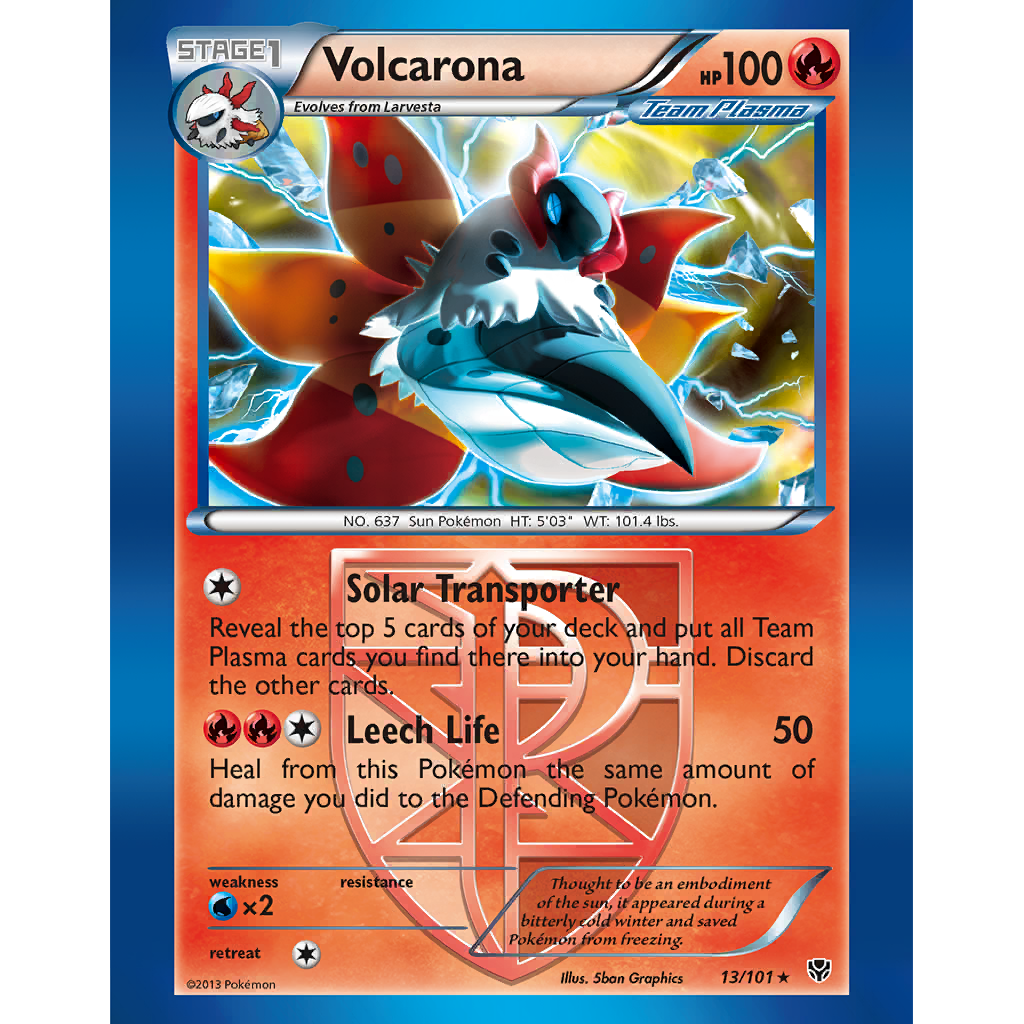 STAGE1
Volcarona
HP100
Evolves from Larvesta
Team Plasma
NO. 637 Sun Pokémon HT: 5'03" WT: 101.4 lbs.
Solar Transporter
Reveal the top 5 cards of your deck and put all Team
Plasma cards you find there into your hand. Discard
the other cards.
Leech Life 50
Heal from this Pokémon the same amount of
damage you did to the Defending Pokémon.
weakness resistance
×2
retreat
Thought to be an embodiment
of the sun, it appeared during a
bitterly cold winter and saved
Pokémon from freezing.
©2013 Pokémon
Illus. 5ban Graphics 13/101 ★